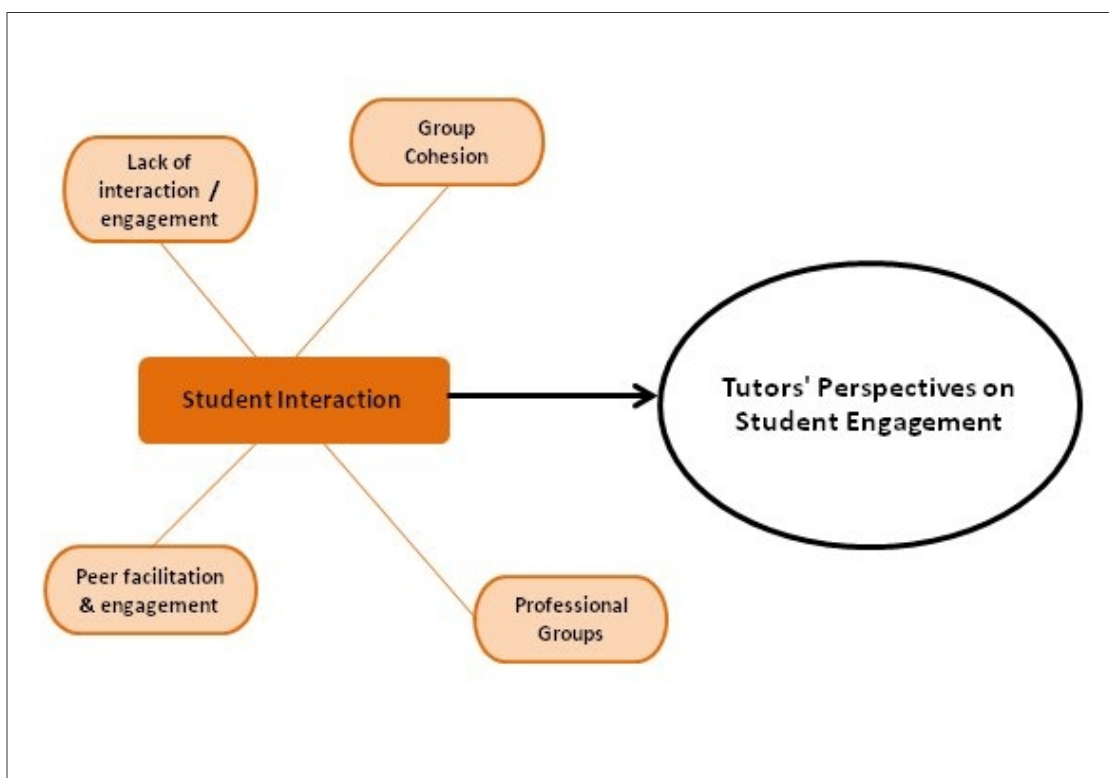 Group
Cohesion
Lack of
interaction / 
engagement
Student Interaction
Tutors' Perspectives on
Student Engagement
Peer facilitation
& engagement
Professional
Groups